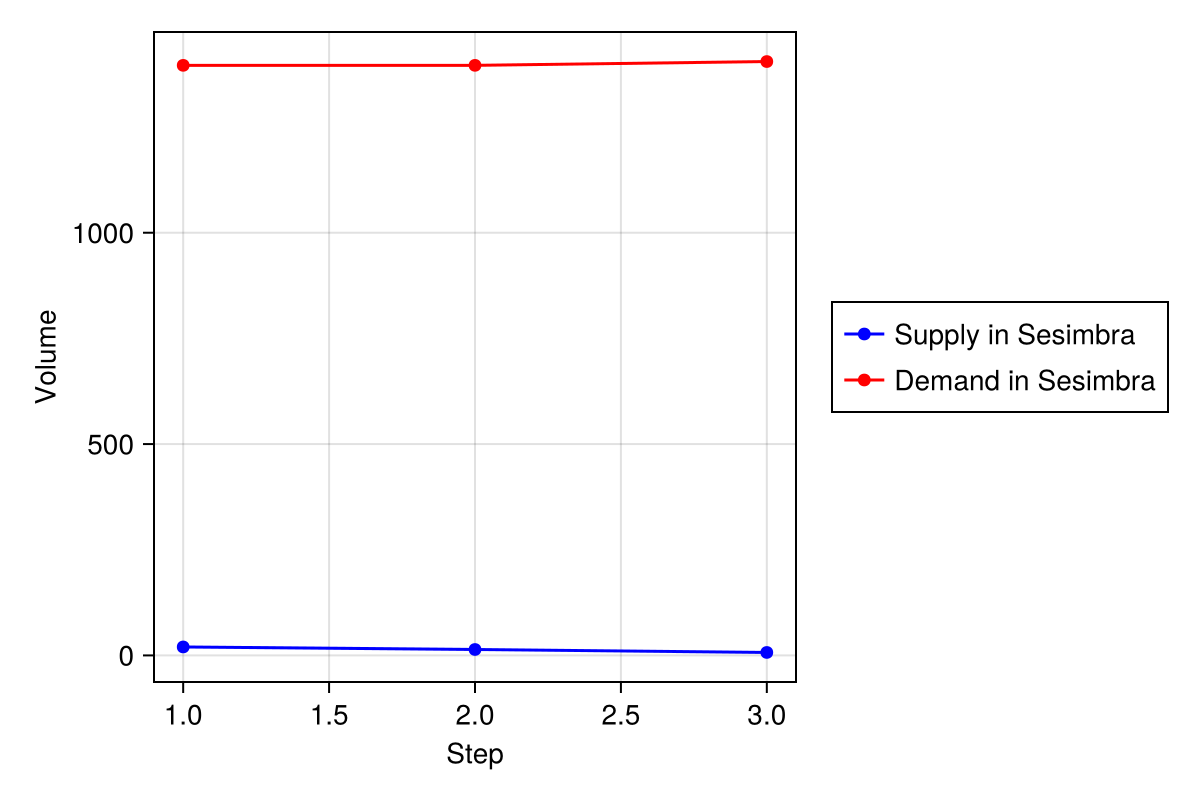 1000
500
0
Volume
1.0 1.5 2.0 2.5 3.0
Step
Supply in Sesimbra
Demand in Sesimbra